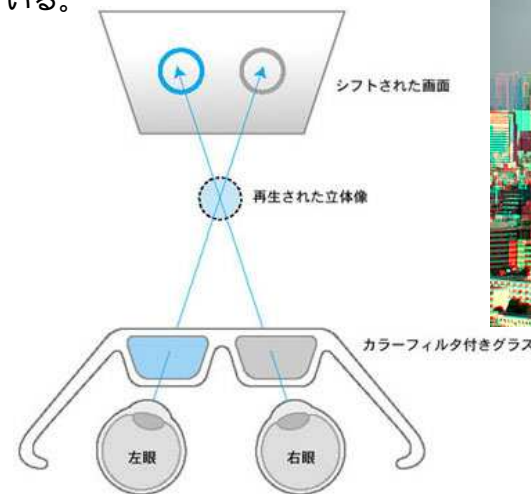 いる。
シフトされた画面
再生された立体像
カラーフィルタ付きグラス
左眼
右眼